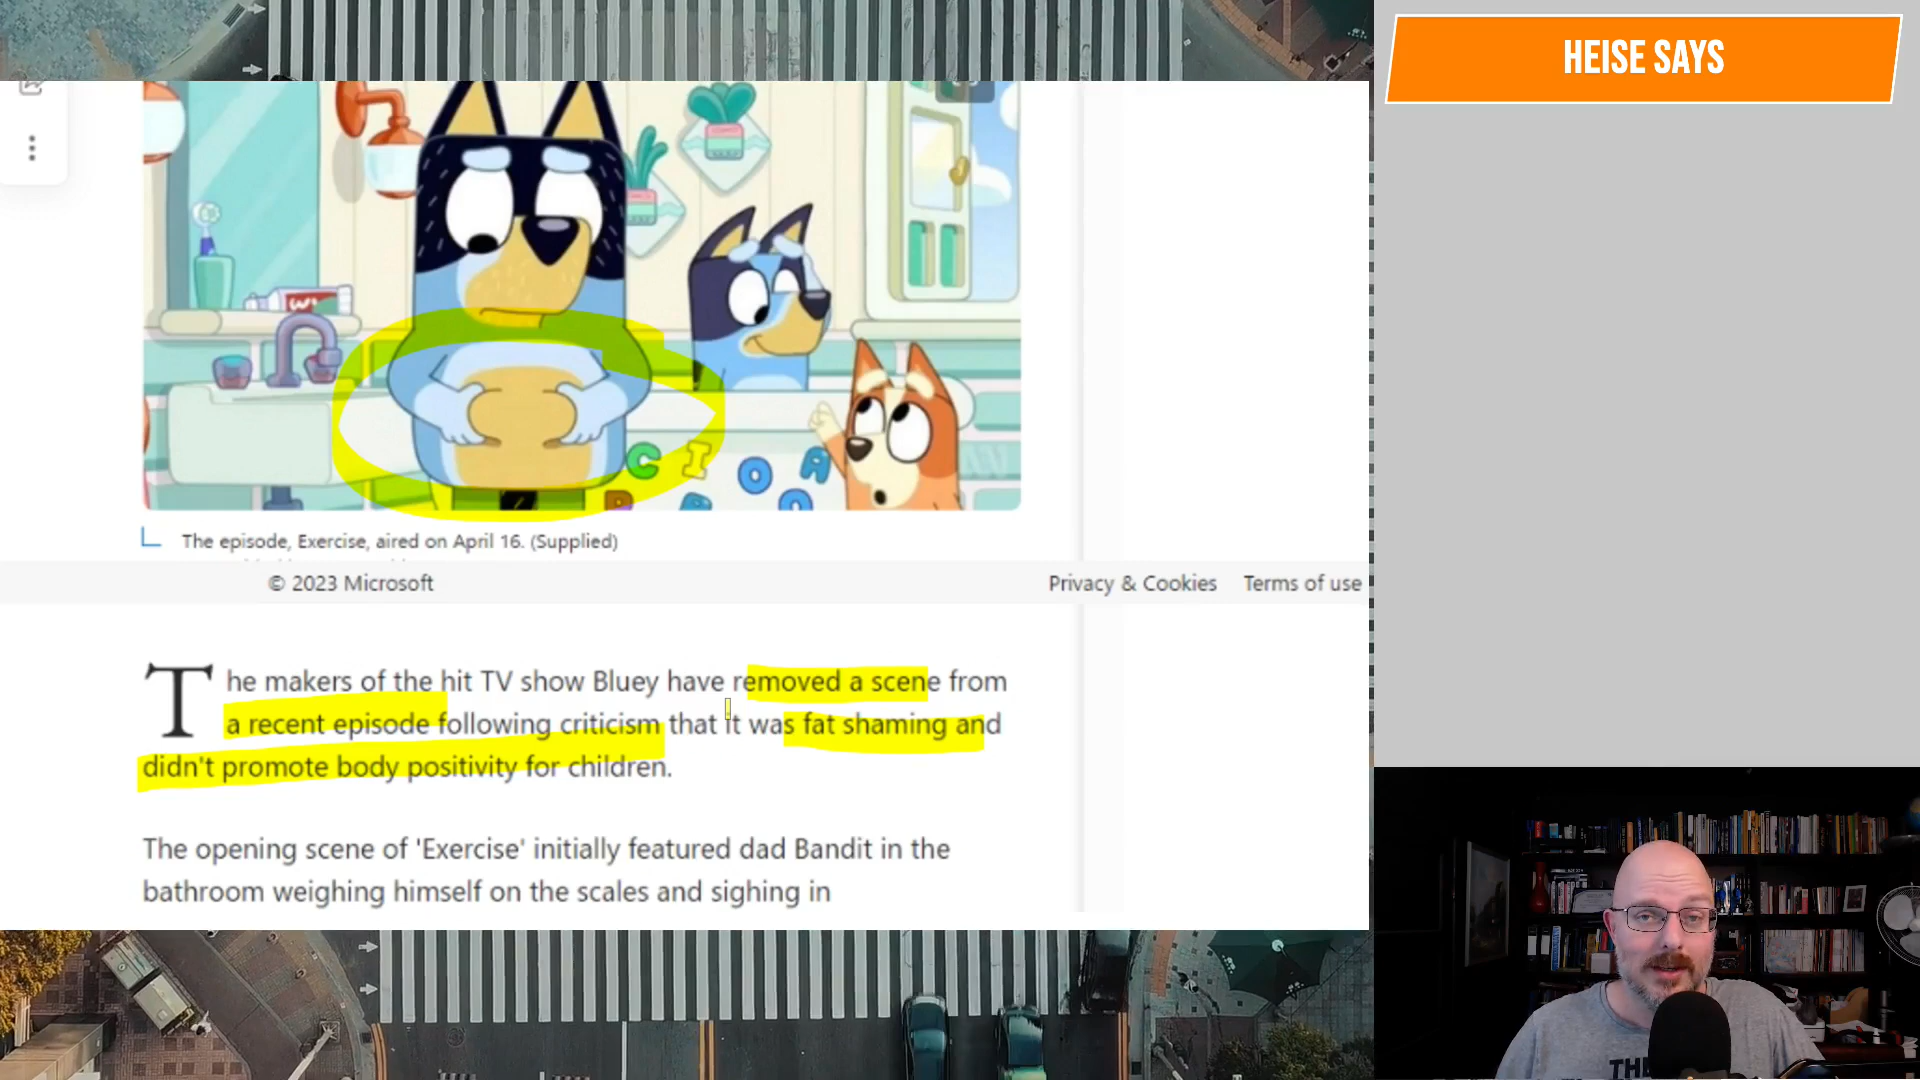 HEISE SAYS
C I O A
The episode, Exercise, aired on April 16. (Supplied)
© 2023 Microsoft
Privacy & Cookies
Terms of use
The makers of the hit TV show Bluey have removed a scene from
a recent episode following criticism that it was fat shaming and
didn't promote body positivity for children.
The opening scene of 'Exercise' initially featured dad Bandit in the
bathroom weighing himself on the scales and sighing in
THE